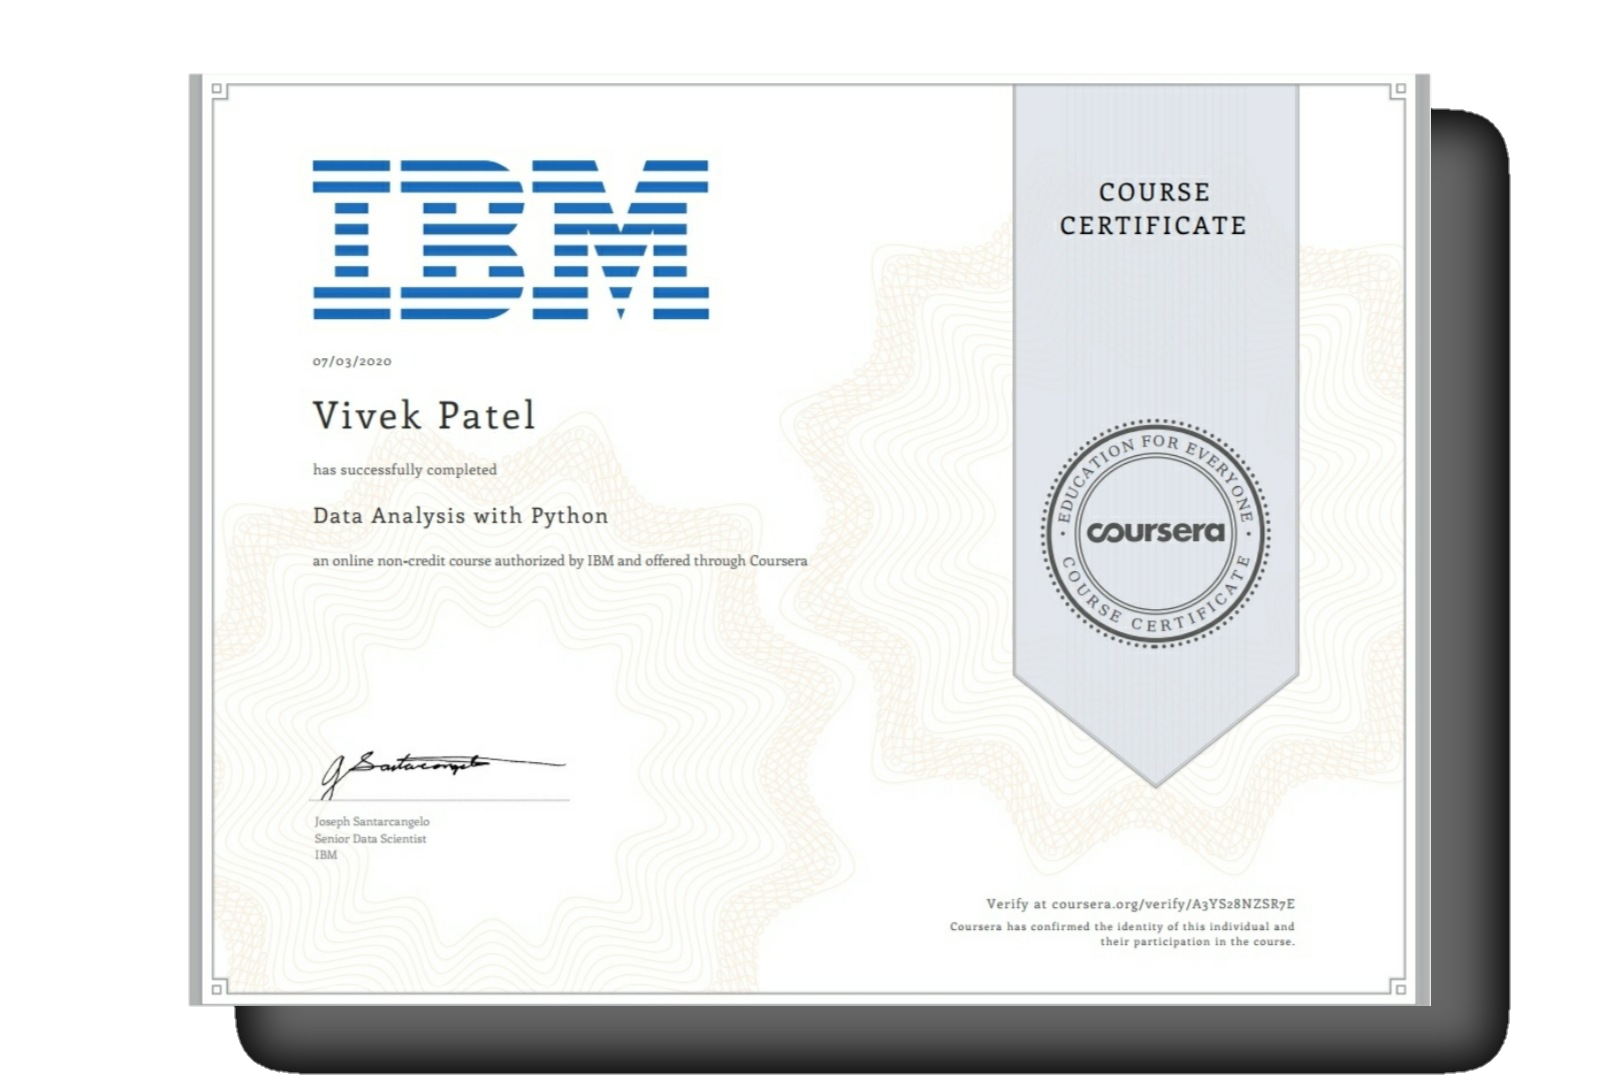 IBM
07/03/2020
Vivek Patel
has successfully completed
Data Analysis with Python
an online non-credit course authorized by IBM and offered through Coursera
Joseph Santarcangelo
Senior Data Scientist
IBM
COURSE
CERTIFICATE
EDUCATION FOR EVERYONE
coursera
COURSE CERTIFICATE
Verify at coursera.org/verify/A3YS28NZSR7E
Coursera has confirmed the identity of this individual and
their participation in the course.